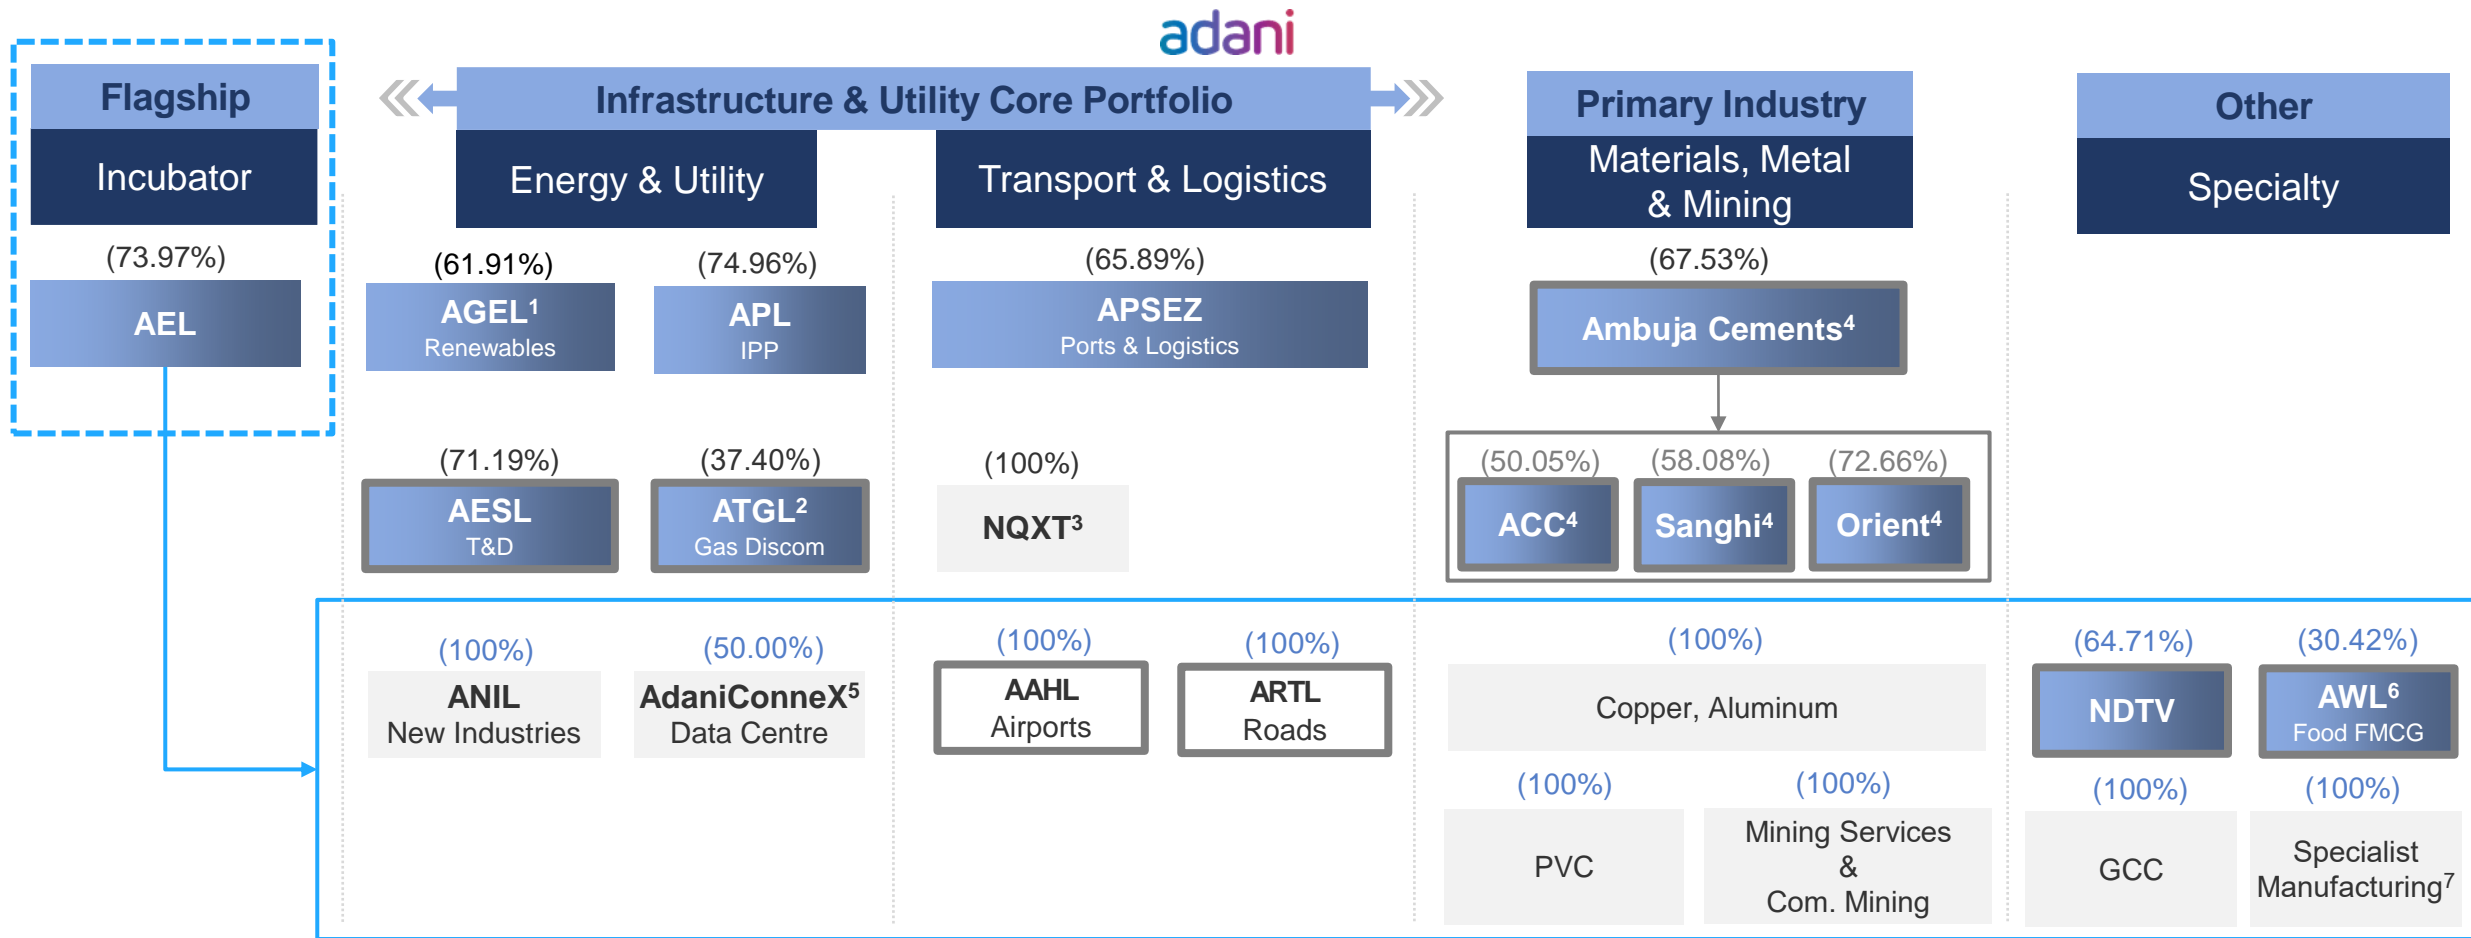 adani
Flagship
Incubator
(73.97%)
AEL
Infrastructure & Utility Core Portfolio
Energy & Utility
(61.91%)
AGEL¹
Renewables
(74.96%)
APL
IPP
(71.19%)
AESL
T&D
(37.40%)
ATGL²
Gas Discom
Transport & Logistics
(65.89%)
APSEZ
Ports & Logistics
(100%)
NQXT³
Primary Industry
Materials, Metal
& Mining
(67.53%)
Ambuja Cements⁴
(50.05%)
ACC⁴
(58.08%)
Sanghi⁴
(72.66%)
Orient⁴
Other
Specialty
(100%)
ANIL
New Industries
(50.00%)
AdaniConneX⁵
Data Centre
(100%)
AAHL
Airports
(100%)
ARTL
Roads
(100%)
Copper, Aluminum
(100%)
PVC
(100%)
Mining Services
&
Com. Mining
(64.71%)
NDTV
(30.42%)
AWL⁶
Food FMCG
(100%)
GCC
(100%)
Specialist
Manufacturing⁷